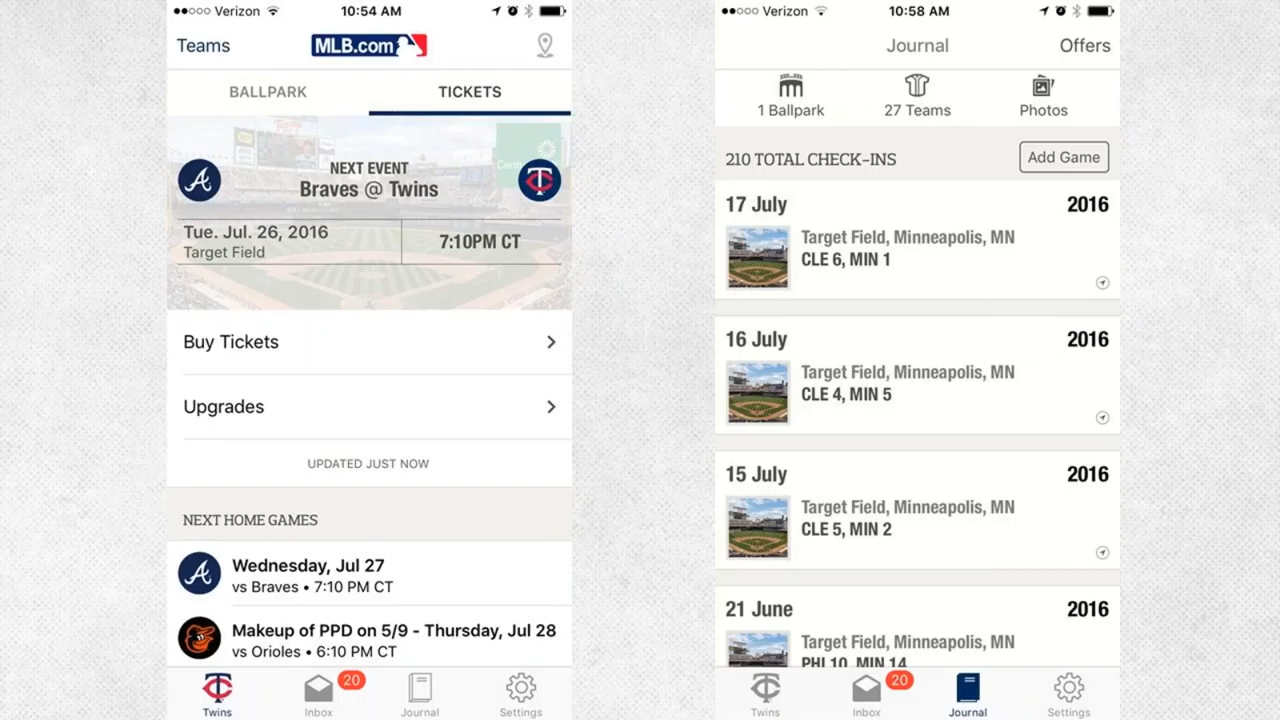 Verizon 10:54 AM
Teams MLB.com
BALLPARK TICKETS
NEXT EVENT
Braves @ Twins
Tue. Jul. 26, 2016
Target Field
7:10PM CT
Buy Tickets
Upgrades
UPDATED JUST NOW
NEXT HOME GAMES
Wednesday, Jul 27
vs Braves • 7:10 PM CT
Makeup of PPD on 5/9 - Thursday, Jul 28
vs Orioles • 6:10 PM CT
20
Twins Inbox Journal Settings
Verizon 10:58 AM
Journal Offers
1 Ballpark 27 Teams Photos
210 TOTAL CHECK-INS Add Game
17 July 2016
Target Field, Minneapolis, MN
CLE 6, MIN 1
16 July 2016
Target Field, Minneapolis, MN
CLE 4, MIN 5
15 July 2016
Target Field, Minneapolis, MN
CLE 5, MIN 2
21 June 2016
Target Field, Minneapolis, MN
PHI 10, MIN 14
20
Twins Inbox Journal Settings